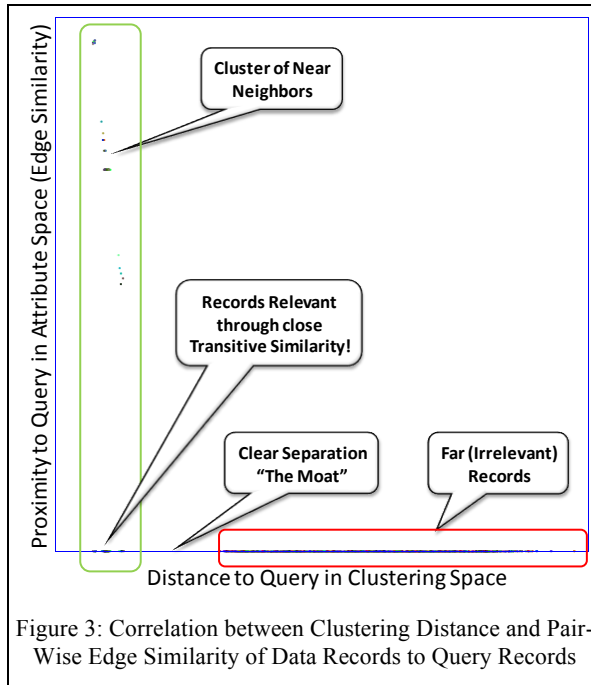 Proximity to Query in Attribute Space (Edge Similarity)
Cluster of Near
Neighbors
Records Relevant
through close
Transitive Similarity!
Clear Separation
“The Moat”
Far (Irrelevant)
Records
Distance to Query in Clustering Space
Figure 3: Correlation between Clustering Distance and Pair-
Wise Edge Similarity of Data Records to Query Records